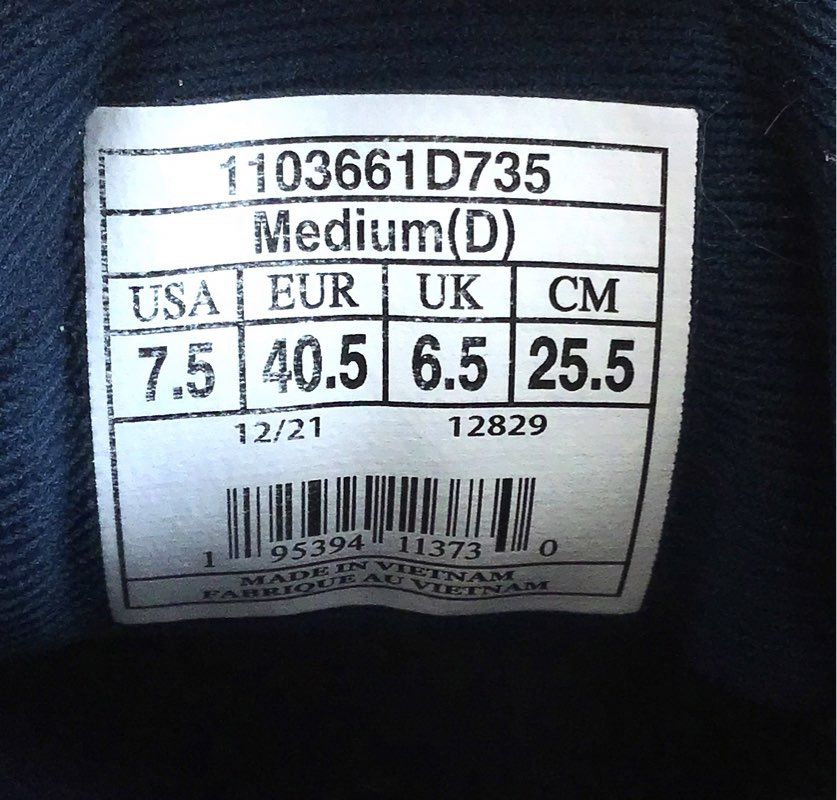 1103661D735
Medium(D)
USA EUR UK CM
7.5 40.5 6.5 25.5
12/21 12829
1 95394 11373 0
MADE IN VIETNAM
FABRIQUE AU VIETNAM